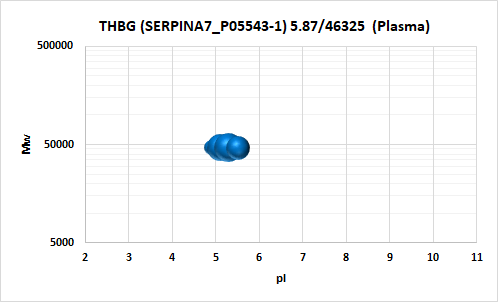 THBG (SERPINA7_P05543-1) 5.87/46325 (Plasma)
500000
50000
5000
Mw
2 3 4 5 6 7 8 9 10 11
pI